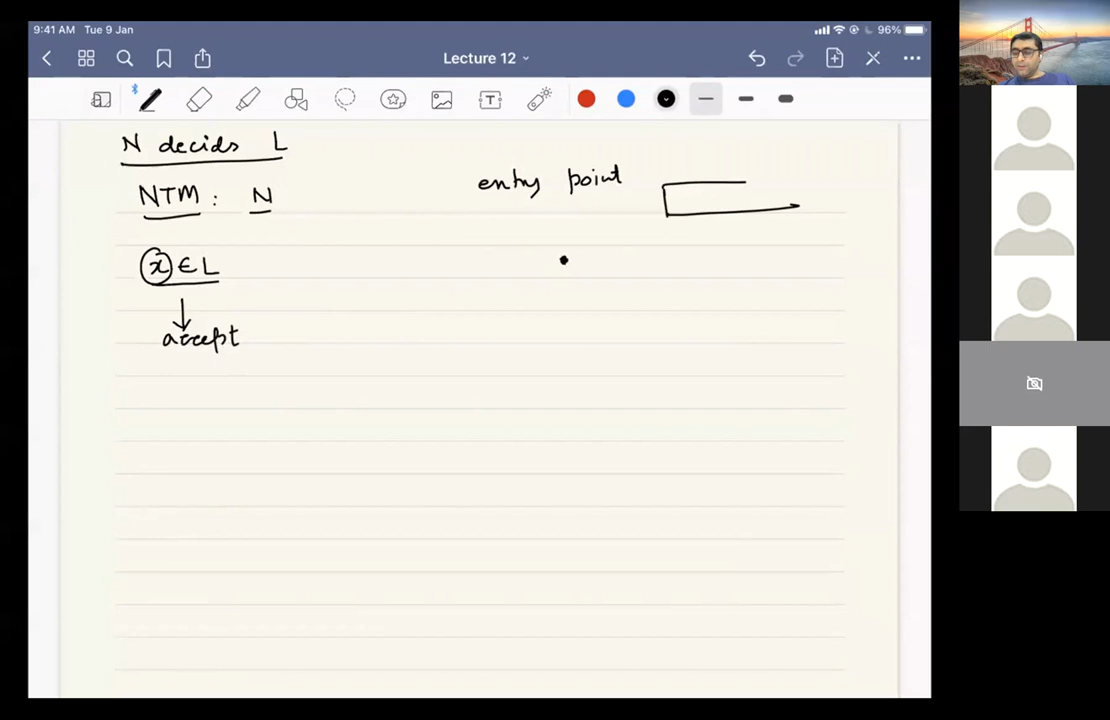 9:41 AM Tue 9 Jan
96%
Lecture 12
N decids L
NTM : N
entry point
x ∈ L
accept